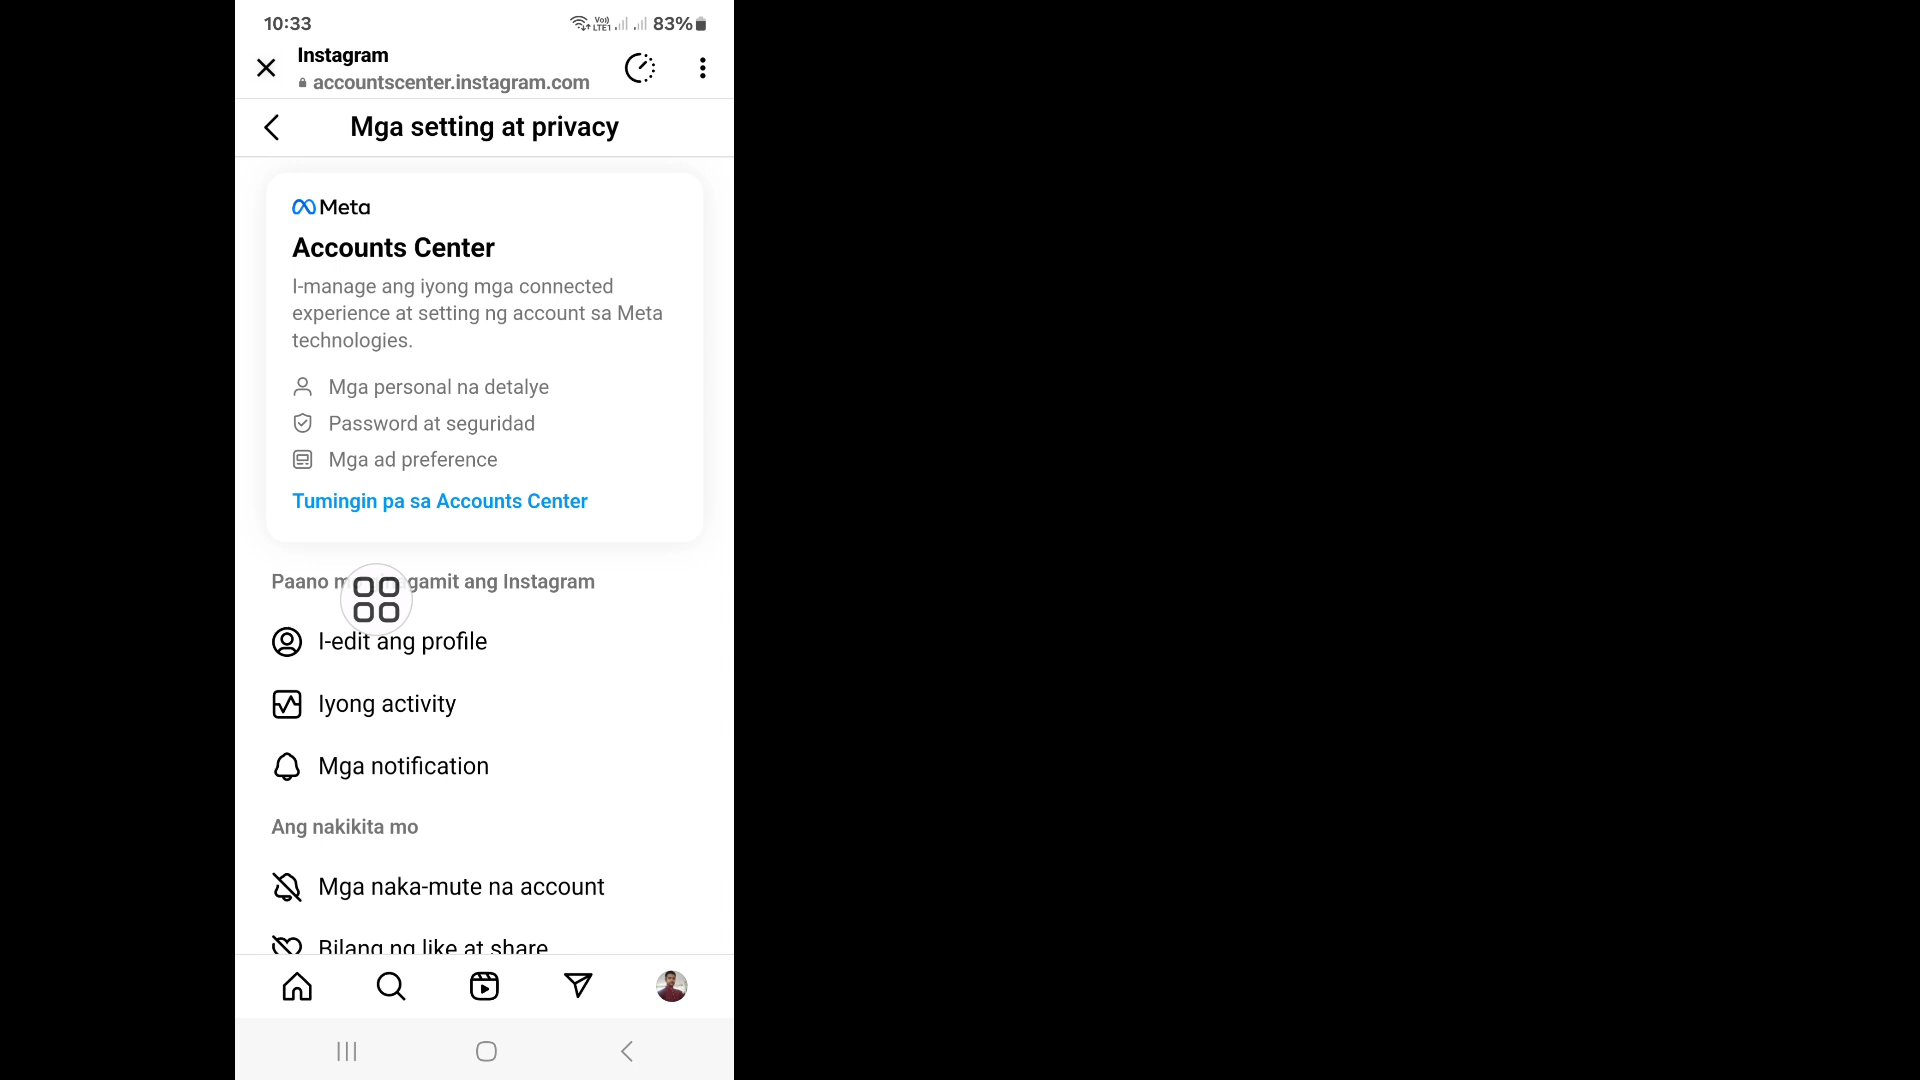 10:33
Vo) LTE1 83%
Instagram
accountscenter.instagram.com
Mga setting at privacy
Meta
Accounts Center
I-manage ang iyong mga connected
experience at setting ng account sa Meta
technologies.
Mga personal na detalye
Password at seguridad
Mga ad preference
Tumingin pa sa Accounts Center
Paano ang Instagram
I-edit ang profile
Iyong activity
Mga notification
Ang nakikita mo
Mga naka-mute na account
Bilang ng like at share